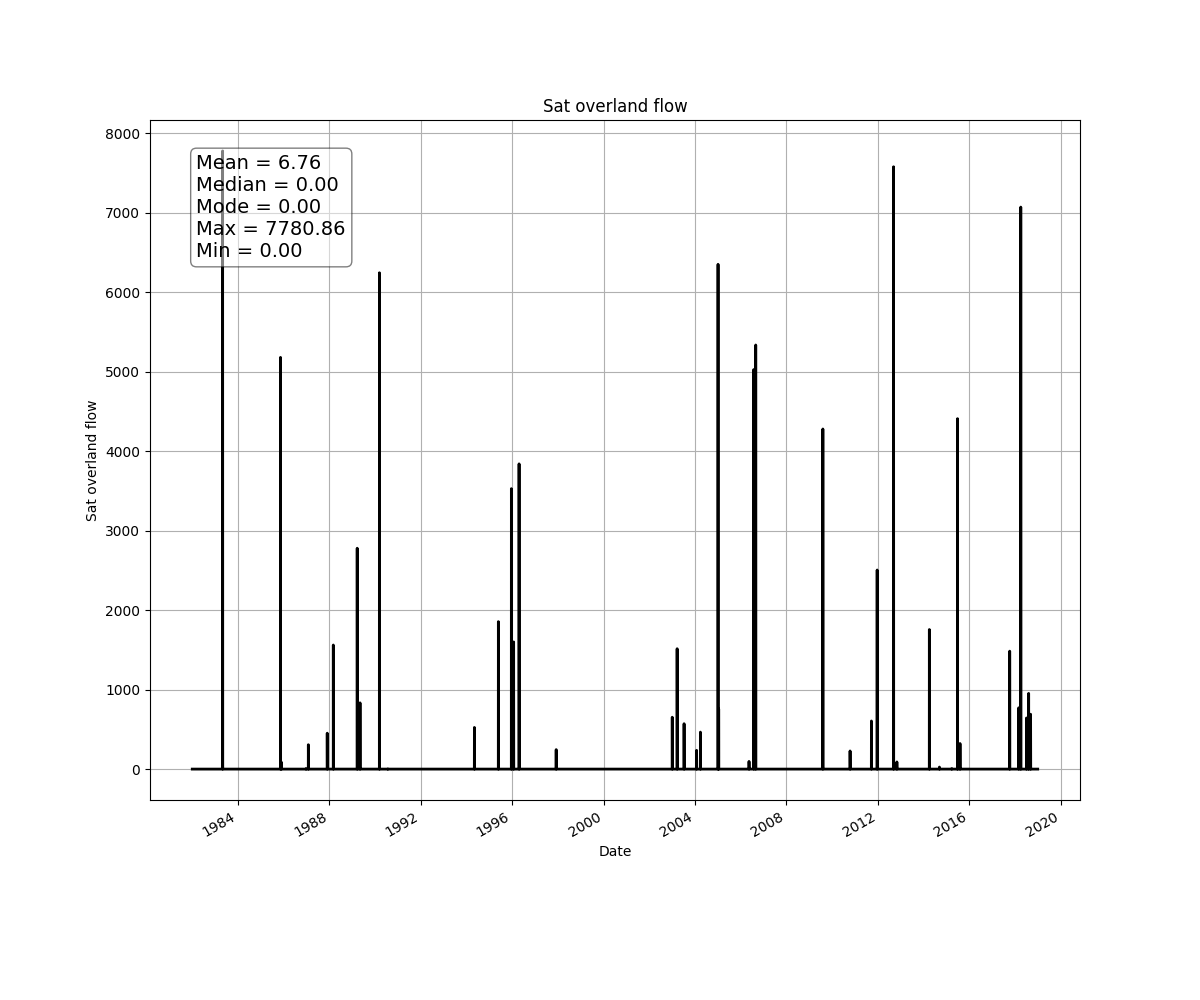 Sat overland flow
8000
7000
6000
5000
4000
3000
2000
1000
0
Sat overland flow
Mean = 6.76
Median = 0.00
Mode = 0.00
Max = 7780.86
Min = 0.00
1984
1988
1992
1996
2000
2004
2008
2012
2016
2020
Date